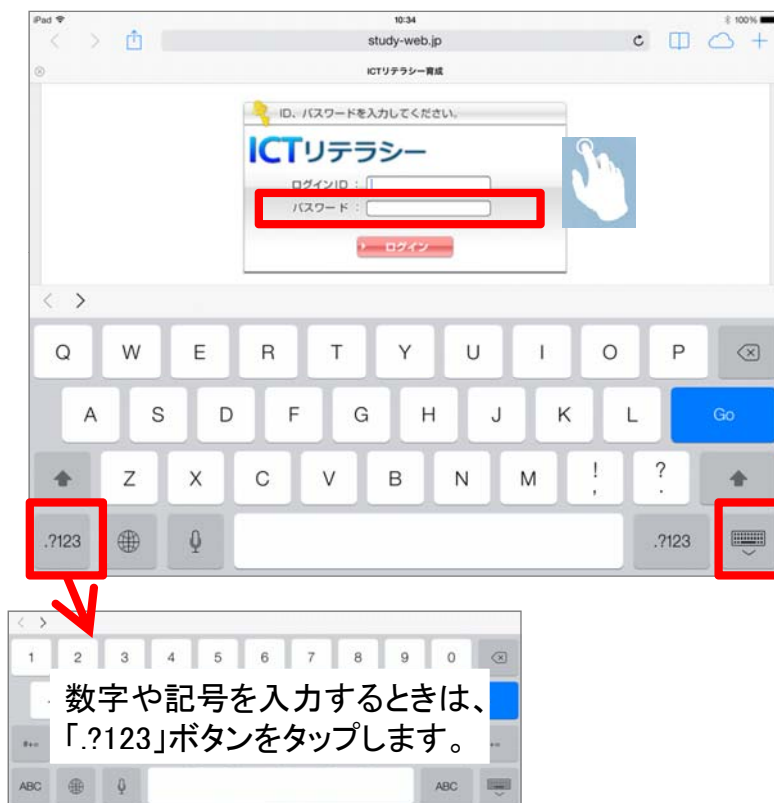 iPad 10:34 100%
study-web.jp
ICTリテラシー育成
ID、パスワードを入力してください。
ICTリテラシー
ログインID :
パスワード :
ログイン
Q W E R T Y U I O P
A S D F G H J K L Go
Z X C V B N M ! , ? .
.?123 .?123
1 2 3 4 5 6 7 8 9 0
数字や記号を入力するときは、
「.?123」ボタンをタップします。
ABC ABC